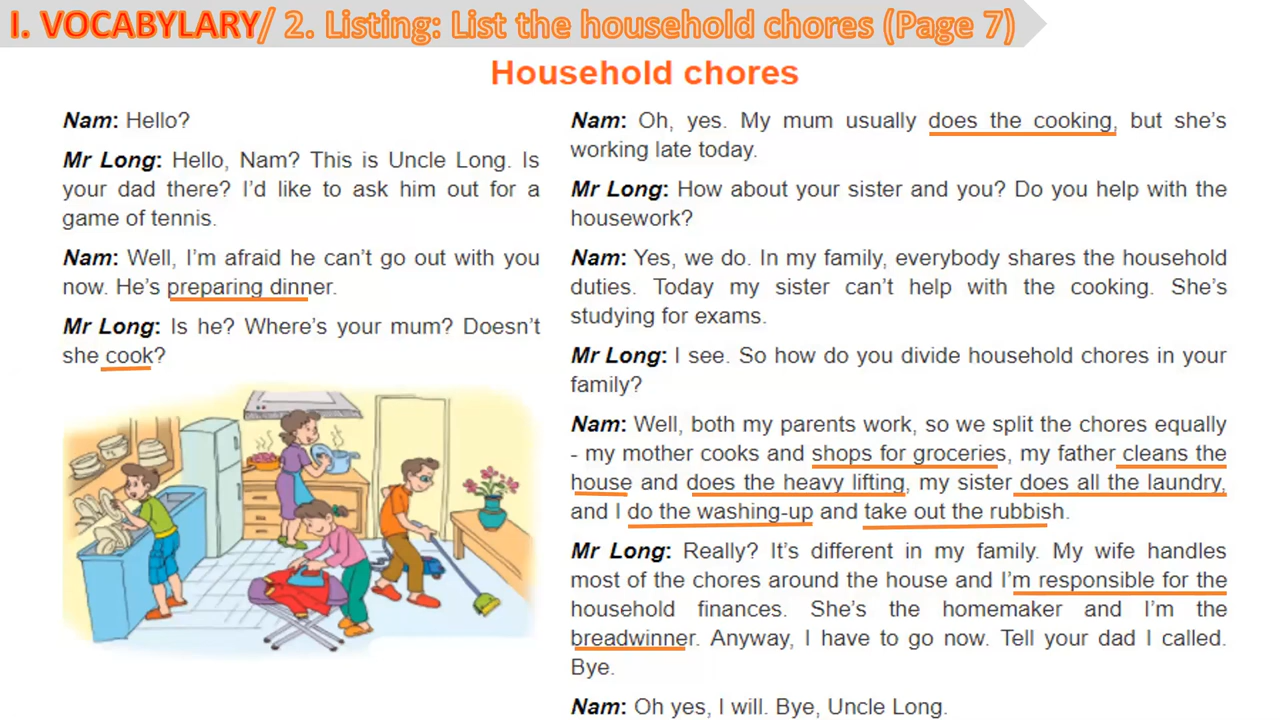 I. VOCABYLARY/ 2. Listing: List the household chores (Page 7)
Household chores
Nam: Hello?
Mr Long: Hello, Nam? This is Uncle Long. Is
your dad there? I'd like to ask him out for a
game of tennis.
Nam: Well, I'm afraid he can't go out with you
now. He's preparing dinner.
Mr Long: Is he? Where's your mum? Doesn't
she cook?
Nam: Oh, yes. My mum usually does the cooking, but she's
working late today.
Mr Long: How about your sister and you? Do you help with the
housework?
Nam: Yes, we do. In my family, everybody shares the household
duties. Today my sister can't help with the cooking. She's
studying for exams.
Mr Long: I see. So how do you divide household chores in your
family?
Nam: Well, both my parents work, so we split the chores equally
- my mother cooks and shops for groceries, my father cleans the
house and does the heavy lifting, my sister does all the laundry,
and I do the washing-up and take out the rubbish.
Mr Long: Really? It's different in my family. My wife handles
most of the chores around the house and I'm responsible for the
household finances. She's the homemaker and I'm the
breadwinner. Anyway, I have to go now. Tell your dad I called.
Bye.
Nam: Oh yes, I will. Bye, Uncle Long.